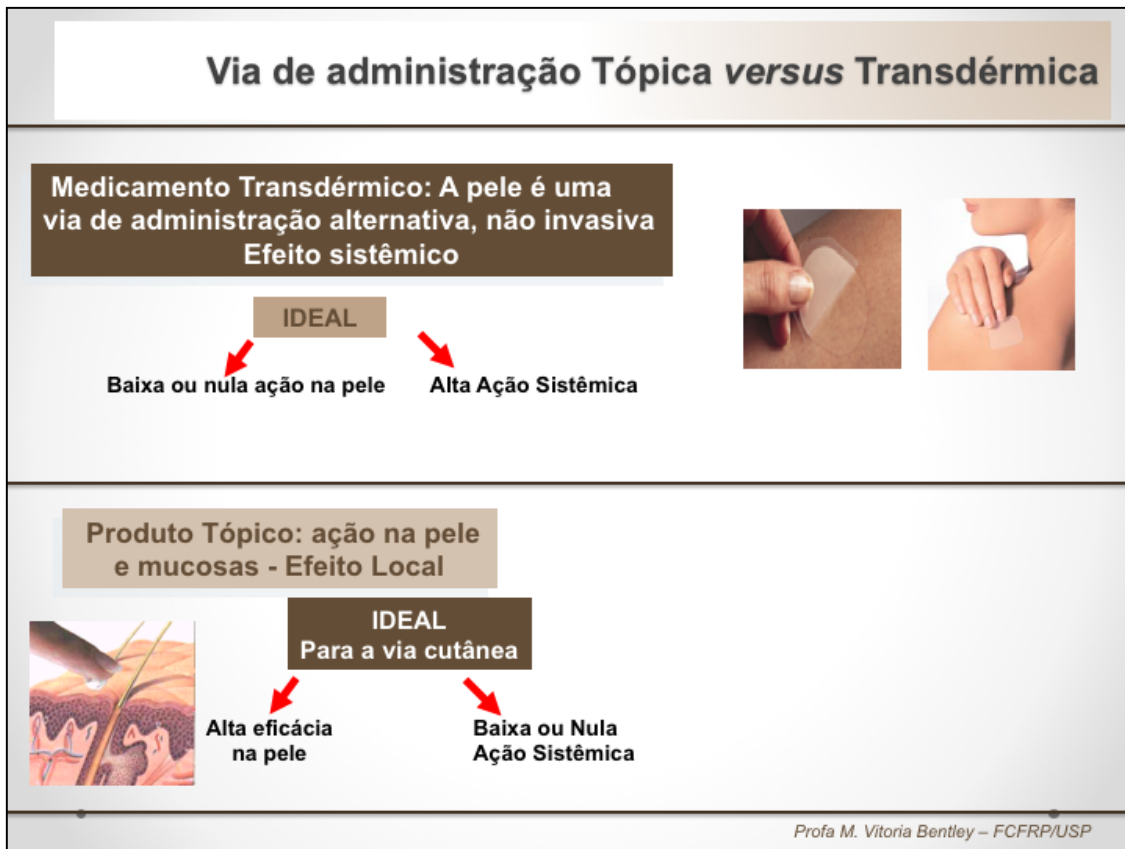 Via de administração Tópica versus Transdérmica
Medicamento Transdérmico: A pele é uma
via de administração alternativa, não invasiva
Efeito sistêmico
IDEAL
Baixa ou nula ação na pele
Alta Ação Sistêmica
Produto Tópico: ação na pele
e mucosas - Efeito Local
IDEAL
Para a via cutânea
Alta eficácia
na pele
Baixa ou Nula
Ação Sistêmica
Profa M. Vitoria Bentley – FCFRP/USP